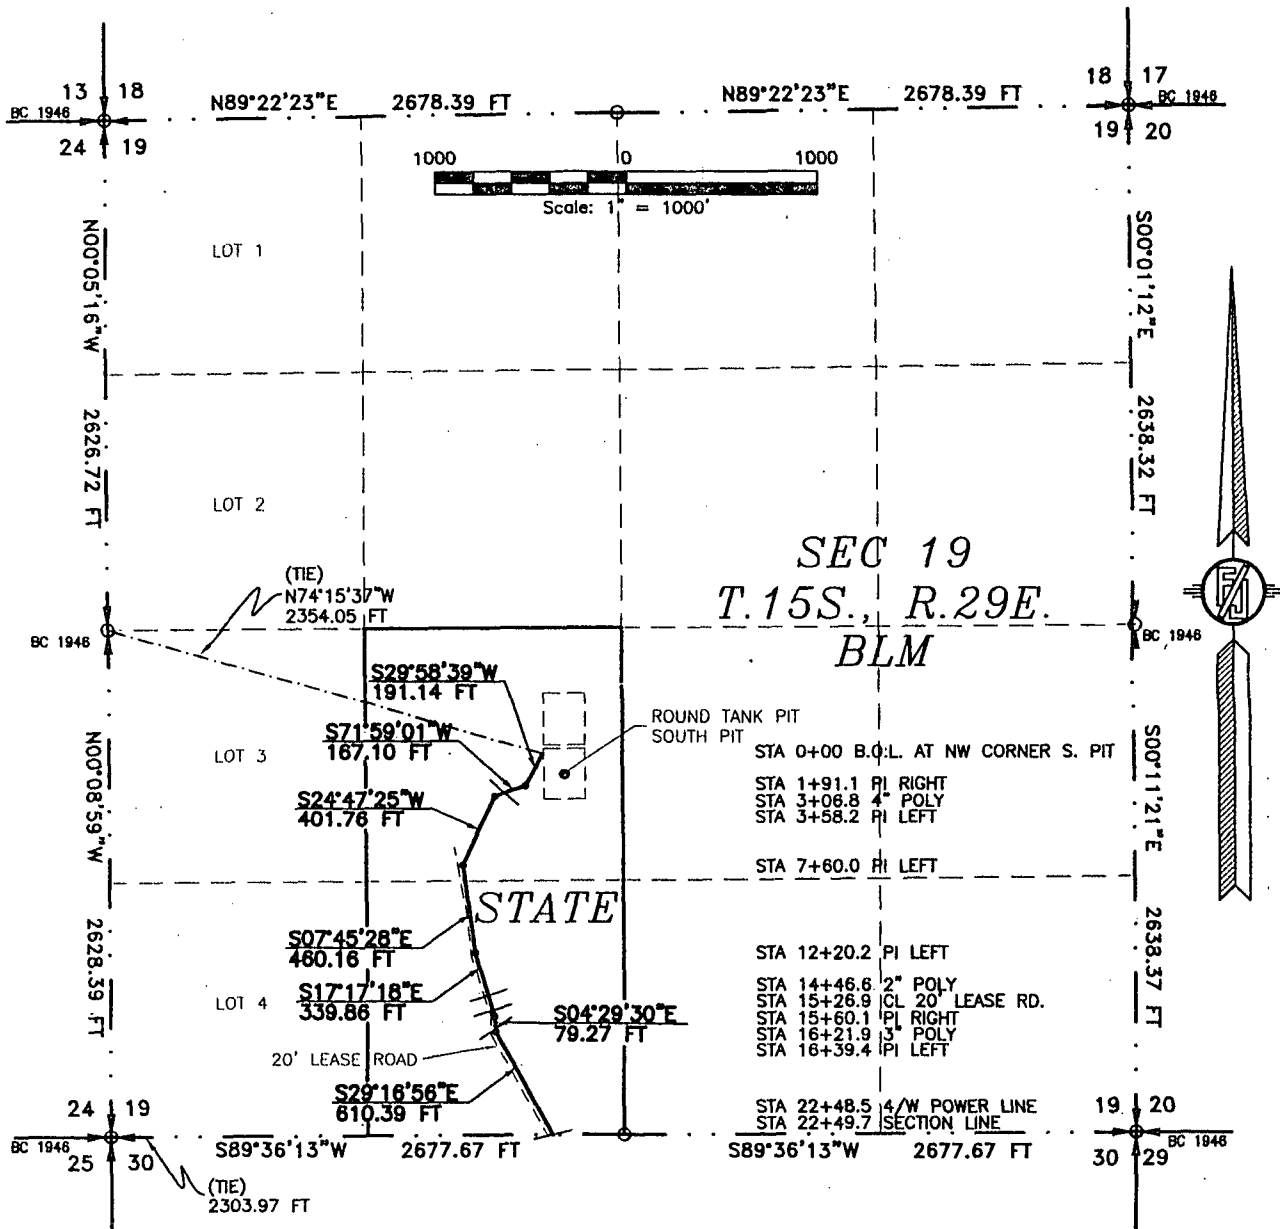 13 18
18 17
N89°22'23"E 2678.39 FT
N89°22'23"E 2678.39 FT
BC 1946
BC 1946
24 19
19 20
1000 0 1000
Scale: 1" = 1000'
N00°05'16"W
2626.72 FT
S00°01'12"E
2638.32 FT
LOT 1
LOT 2
SEC 19
T.15S., R.29E.
BLM
(TIE)
N74°15'37"W
2354.05 FT
BC 1946
BC 1946
S29°58'39"W
191.14 FT
ROUND TANK PIT
SOUTH PIT
S71°59'01"W
167.10 FT
LOT 3
N00°08'59"W
2628.39 FT
S00°11'21"E
2638.37 FT
S24°47'25"W
401.76 FT
STA 0+00 B.O.L. AT NW CORNER S. PIT
STA 1+91.1 PI RIGHT
STA 3+06.8 4" POLY
STA 3+58.2 PI LEFT
STA 7+60.0 PI LEFT
STATE
S07°45'28"E
460.16 FT
STA 12+20.2 PI LEFT
LOT 4
S17°17'18"E
339.86 FT
S04°29'30"E
79.27 FT
STA 14+46.6 2" POLY
STA 15+26.9 CL 20' LEASE RD.
STA 15+60.1 PI RIGHT
STA 16+21.9 3" POLY
STA 16+39.4 PI LEFT
20' LEASE ROAD
S29°16'56"E
610.39 FT
STA 22+48.5 4/W POWER LINE
STA 22+49.7 SECTION LINE
24 19
19 20
BC 1946
BC 1946
S89°36'13"W 2677.67 FT
S89°36'13"W 2677.67 FT
25 30
30 29
(TIE)
2303.97 FT